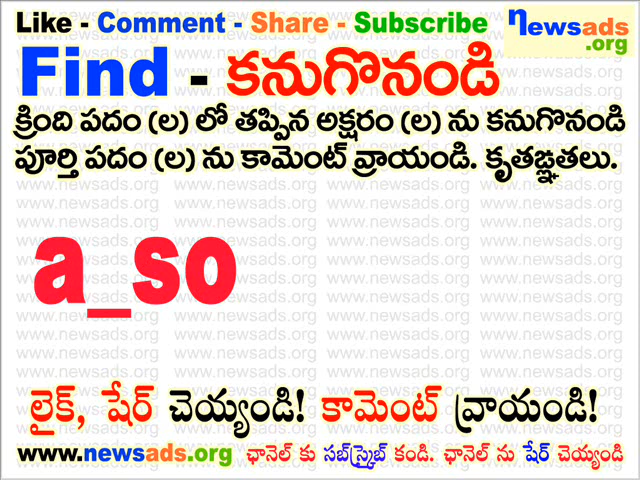 Like - Comment - Share - Subscribe
newsads
.org
Find - కనుగొనండి
క్రింది పదం (ల) లో తప్పిన అక్షరం (ల) ను కనుగొనండి
పూర్తి పదం (ల) ను కామెంట్ వ్రాయండి. కృతఙ్ఞతలు.
a_so
లైక్, షేర్ చెయ్యండి! కామెంట్ వ్రాయండి!
www.newsads.org ఛానెల్ కు సబ్‌స్క్రైబ్ కండి. ఛానెల్ ను షేర్ చెయ్యండి